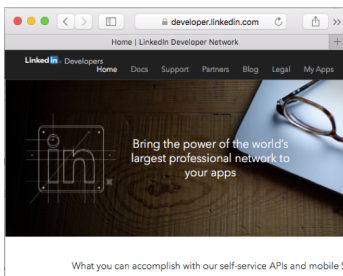 developer.linkedin.com
Home | LinkedIn Developer Network
Linked in Developers
Home Docs Support Partners Blog Legal My Apps
in
Bring the power of the world's
largest professional network to
your apps
What you can accomplish with our self-service APIs and mobile S